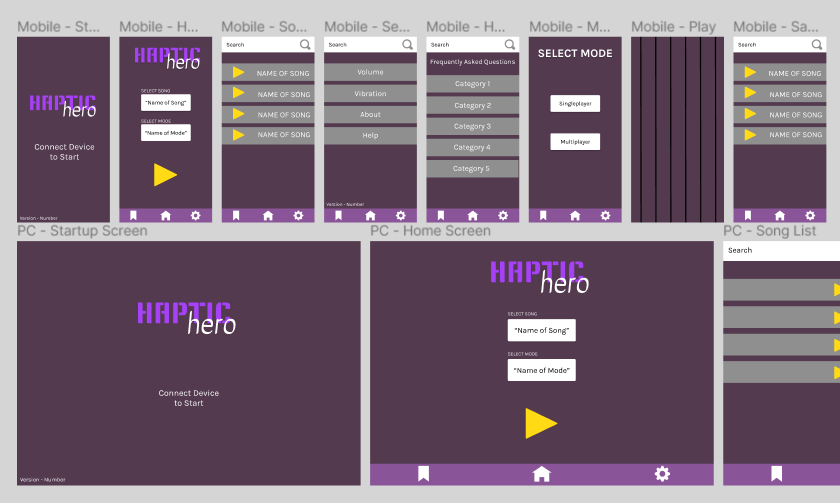 Mobile - St...
Mobile - H...
Mobile - So...
Mobile - Se...
Mobile - H...
Mobile - M...
Mobile - Play
Mobile - Sa...
HAPTIC
hero
Connect Device
to Start
Version - Number
HAPTIC
hero
SELECT SONG
"Name of Song"
SELECT MODE
"Name of Mode"
Search
NAME OF SONG
NAME OF SONG
NAME OF SONG
NAME OF SONG
Search
Volume
Vibration
About
Help
Version - Number
Search
Frequently Asked Questions
Category 1
Category 2
Category 3
Category 4
Category 5
SELECT MODE
Singleplayer
Multiplayer
Search
NAME OF SONG
NAME OF SONG
NAME OF SONG
NAME OF SONG
PC - Startup Screen
HAPTIC
hero
Connect Device
to Start
Version - Number
PC - Home Screen
HAPTIC
hero
SELECT SONG
"Name of Song"
SELECT MODE
"Name of Mode"
PC - Song List
Search